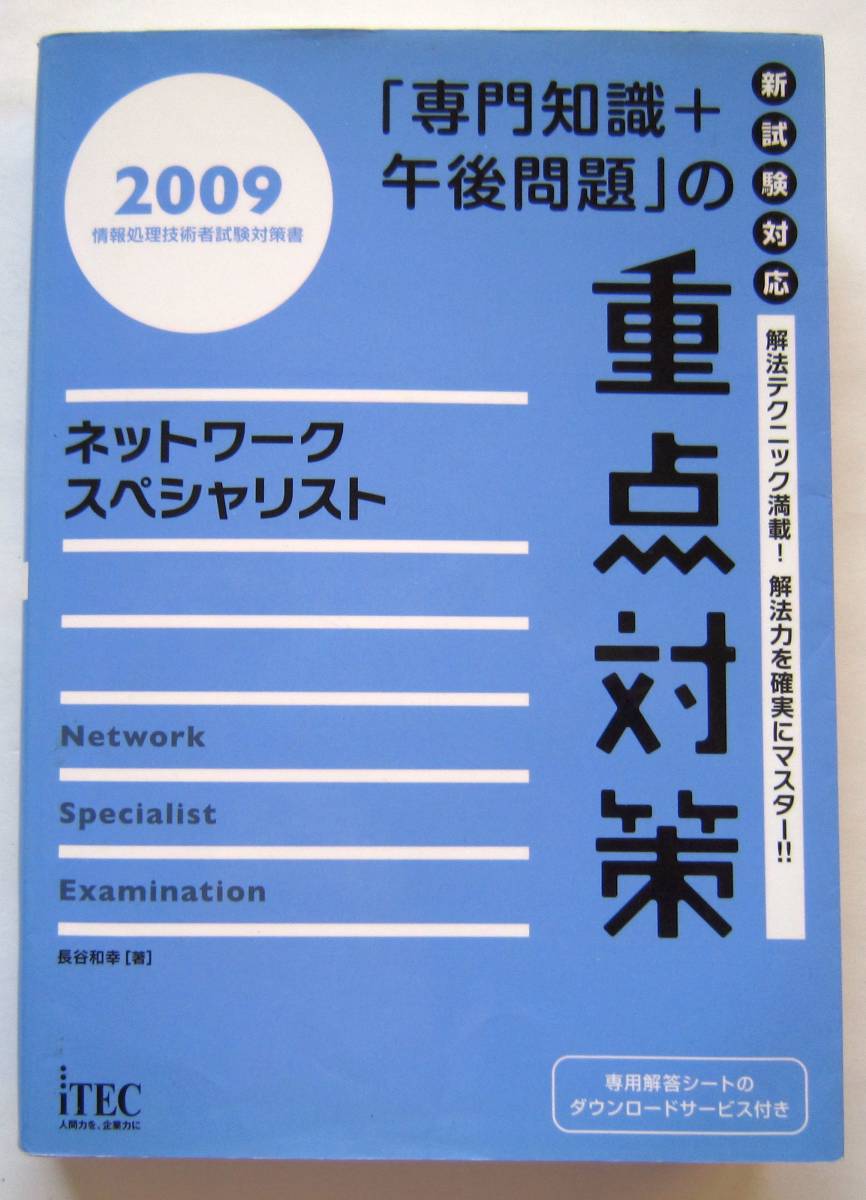 2009
情報処理技術者試験対策書
「専門知識+
午後問題」の
重点対策
新試験対応
解法テクニック満載! 解法力を確実にマスター!!
ネットワーク
スペシャリスト
Network
Specialist
Examination
長谷和幸[著]
iTEC
人間力を、企業力に
専用解答シートの
ダウンロードサービス付き